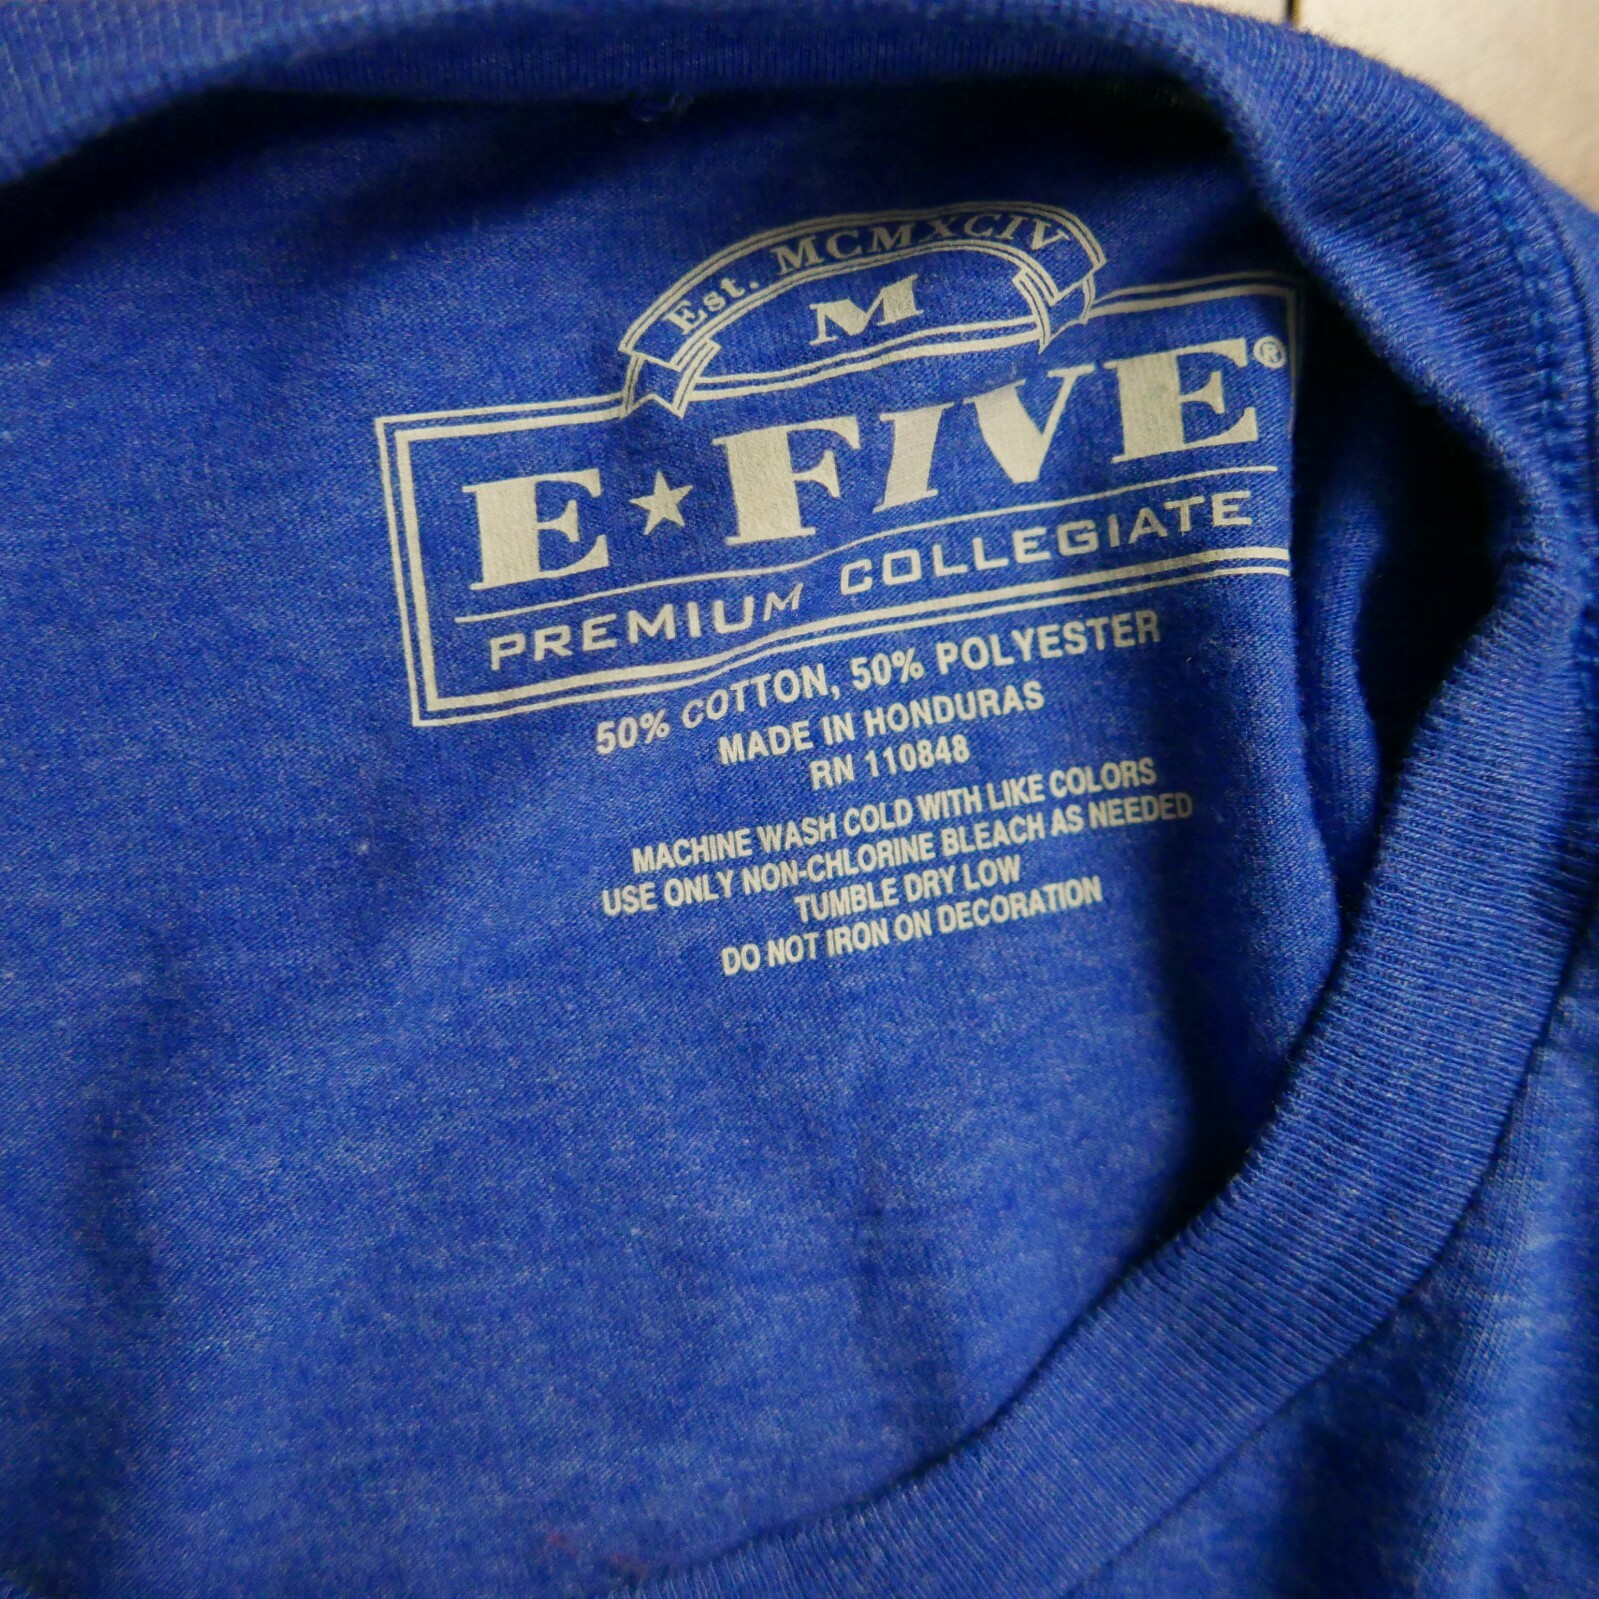 Est. MCMXCIV
M
E★FIVE®
PREMIUM COLLEGIATE
50% COTTON, 50% POLYESTER
MADE IN HONDURAS
RN 110848
MACHINE WASH COLD WITH LIKE COLORS
USE ONLY NON-CHLORINE BLEACH AS NEEDED
TUMBLE DRY LOW
DO NOT IRON ON DECORATION